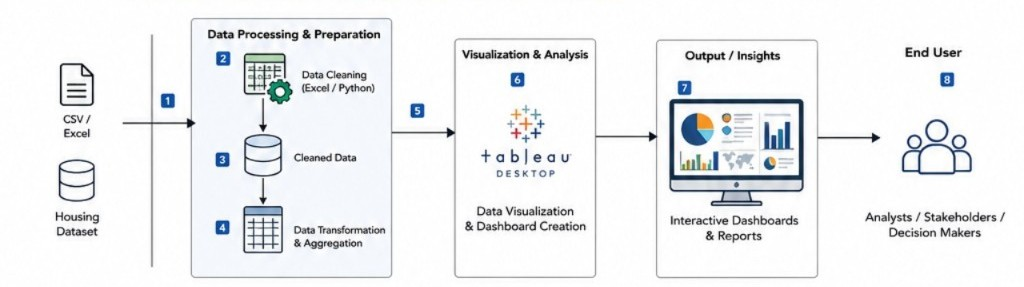 CSV /
Excel
Housing
Dataset
1
Data Processing & Preparation
2
Data Cleaning
(Excel / Python)
3
Cleaned Data
4
Data Transformation
& Aggregation
5
Visualization & Analysis
6
tableau
DESKTOP
Data Visualization
& Dashboard Creation
Output / Insights
7
Interactive Dashboards
& Reports
End User
8
Analysts / Stakeholders /
Decision Makers